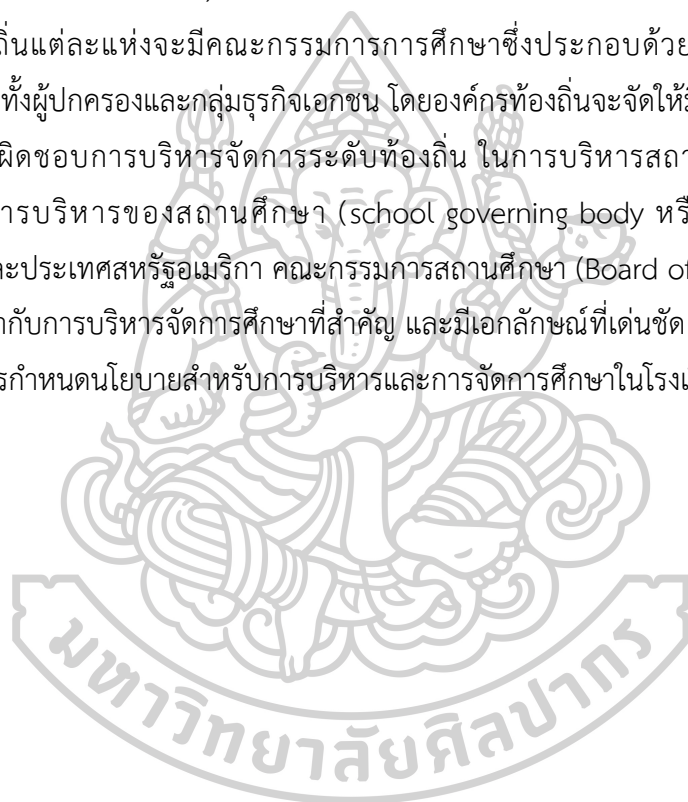 ถิ่นแต่ละแห่งจะมีคณะกรรมการการศึกษาซึ่งประกอบด้วย
ทั้งผู้ปกครองและกลุ่มธุรกิจเอกชน โดยองค์กรท้องถิ่นจะจัดให้
ผิดชอบการบริหารจัดการระดับท้องถิ่น ในการบริหารสถา
ารบริหารของสถานศึกษา (school governing body หรื
ละประเทศสหรัฐอเมริกา คณะกรรมการสถานศึกษา (Board of
ากับการบริหารจัดการศึกษาที่สำคัญ และมีเอกลักษณ์ที่เด่นชัด
รกำหนดนโยบายสำหรับการบริหารและการจัดการศึกษาในโรงเ
มหาวิทยาลัยศิลปากร